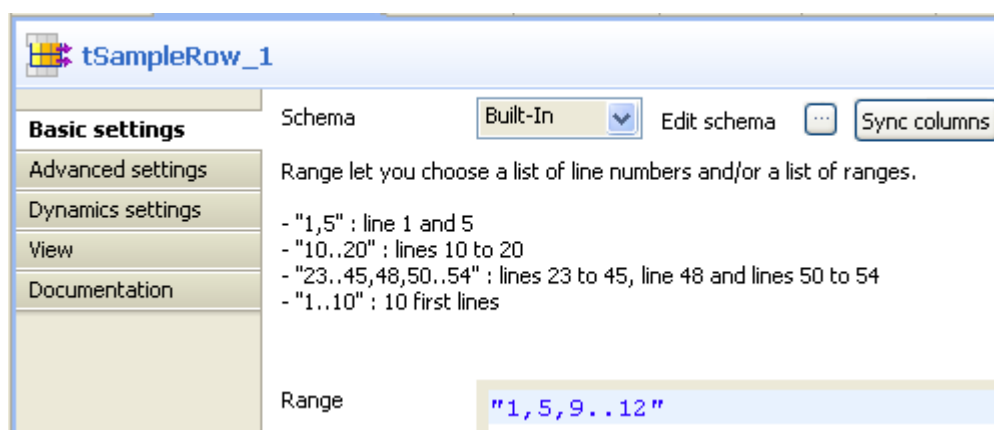 tSampleRow_1
Basic settings
Advanced settings
Dynamics settings
View
Documentation
Schema Built-In Edit schema ... Sync columns
Range let you choose a list of line numbers and/or a list of ranges.
- "1,5" : line 1 and 5
- "10..20" : lines 10 to 20
- "23..45,48,50..54" : lines 23 to 45, line 48 and lines 50 to 54
- "1..10" : 10 first lines
Range "1,5,9..12"